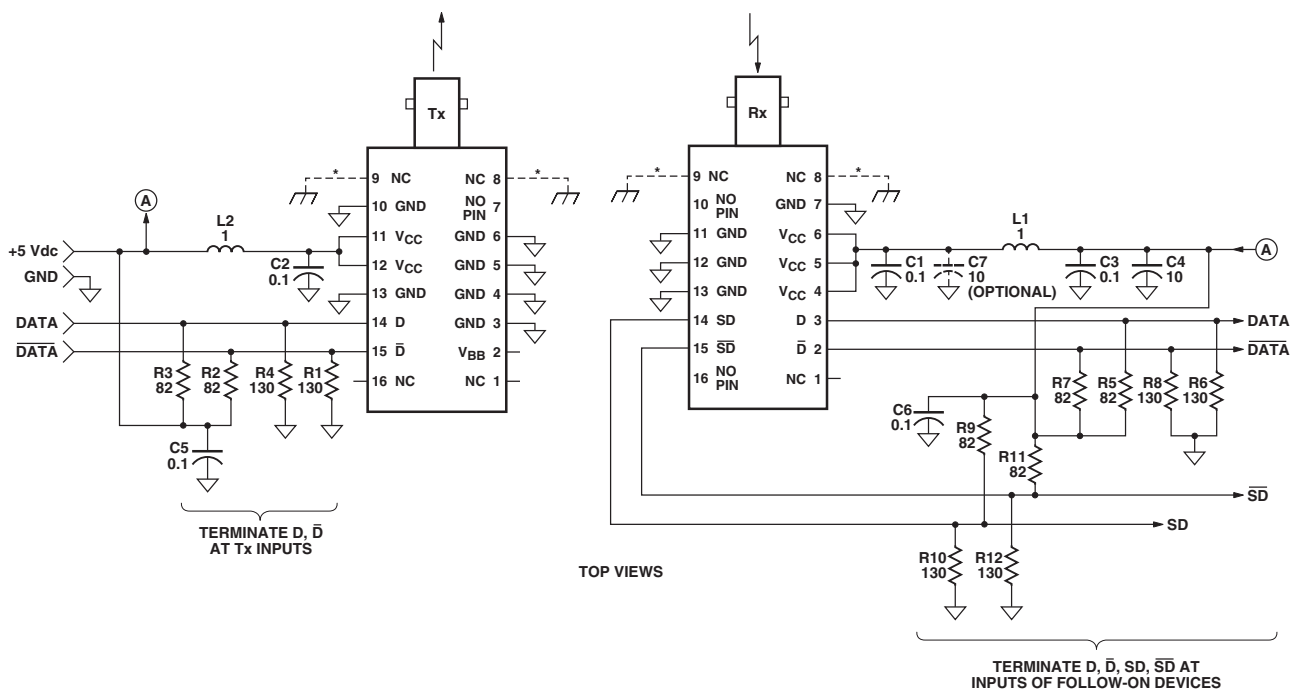 Tx
Rx
*
*
*
*
9 NC
NC 8
10 GND
NO PIN 7
11 VCC
GND 6
12 VCC
GND 5
13 GND
GND 4
14 D
GND 3
15 D̄
VBB 2
16 NC
NC 1
A
L2
1
+5 Vdc
C2
0.1
GND
DATA
D̅A̅T̅A̅
R3
82
R2
82
R4
130
R1
130
C5
0.1
TERMINATE D, D̄
AT Tx INPUTS
9 NC
NC 8
10 NO PIN
GND 7
11 GND
VCC 6
12 GND
VCC 5
13 GND
VCC 4
14 SD
D 3
15 S̅D̅
D̄ 2
16 NO PIN
NC 1
L1
1
A
C1
0.1
C7
10
(OPTIONAL)
C3
0.1
C4
10
DATA
D̅A̅T̅A̅
R7
82
R5
82
R8
130
R6
130
C6
0.1
R9
82
R11
82
S̅D̅
SD
R10
130
R12
130
TOP VIEWS
TERMINATE D, D̄, SD, S̅D̅ AT
INPUTS OF FOLLOW-ON DEVICES